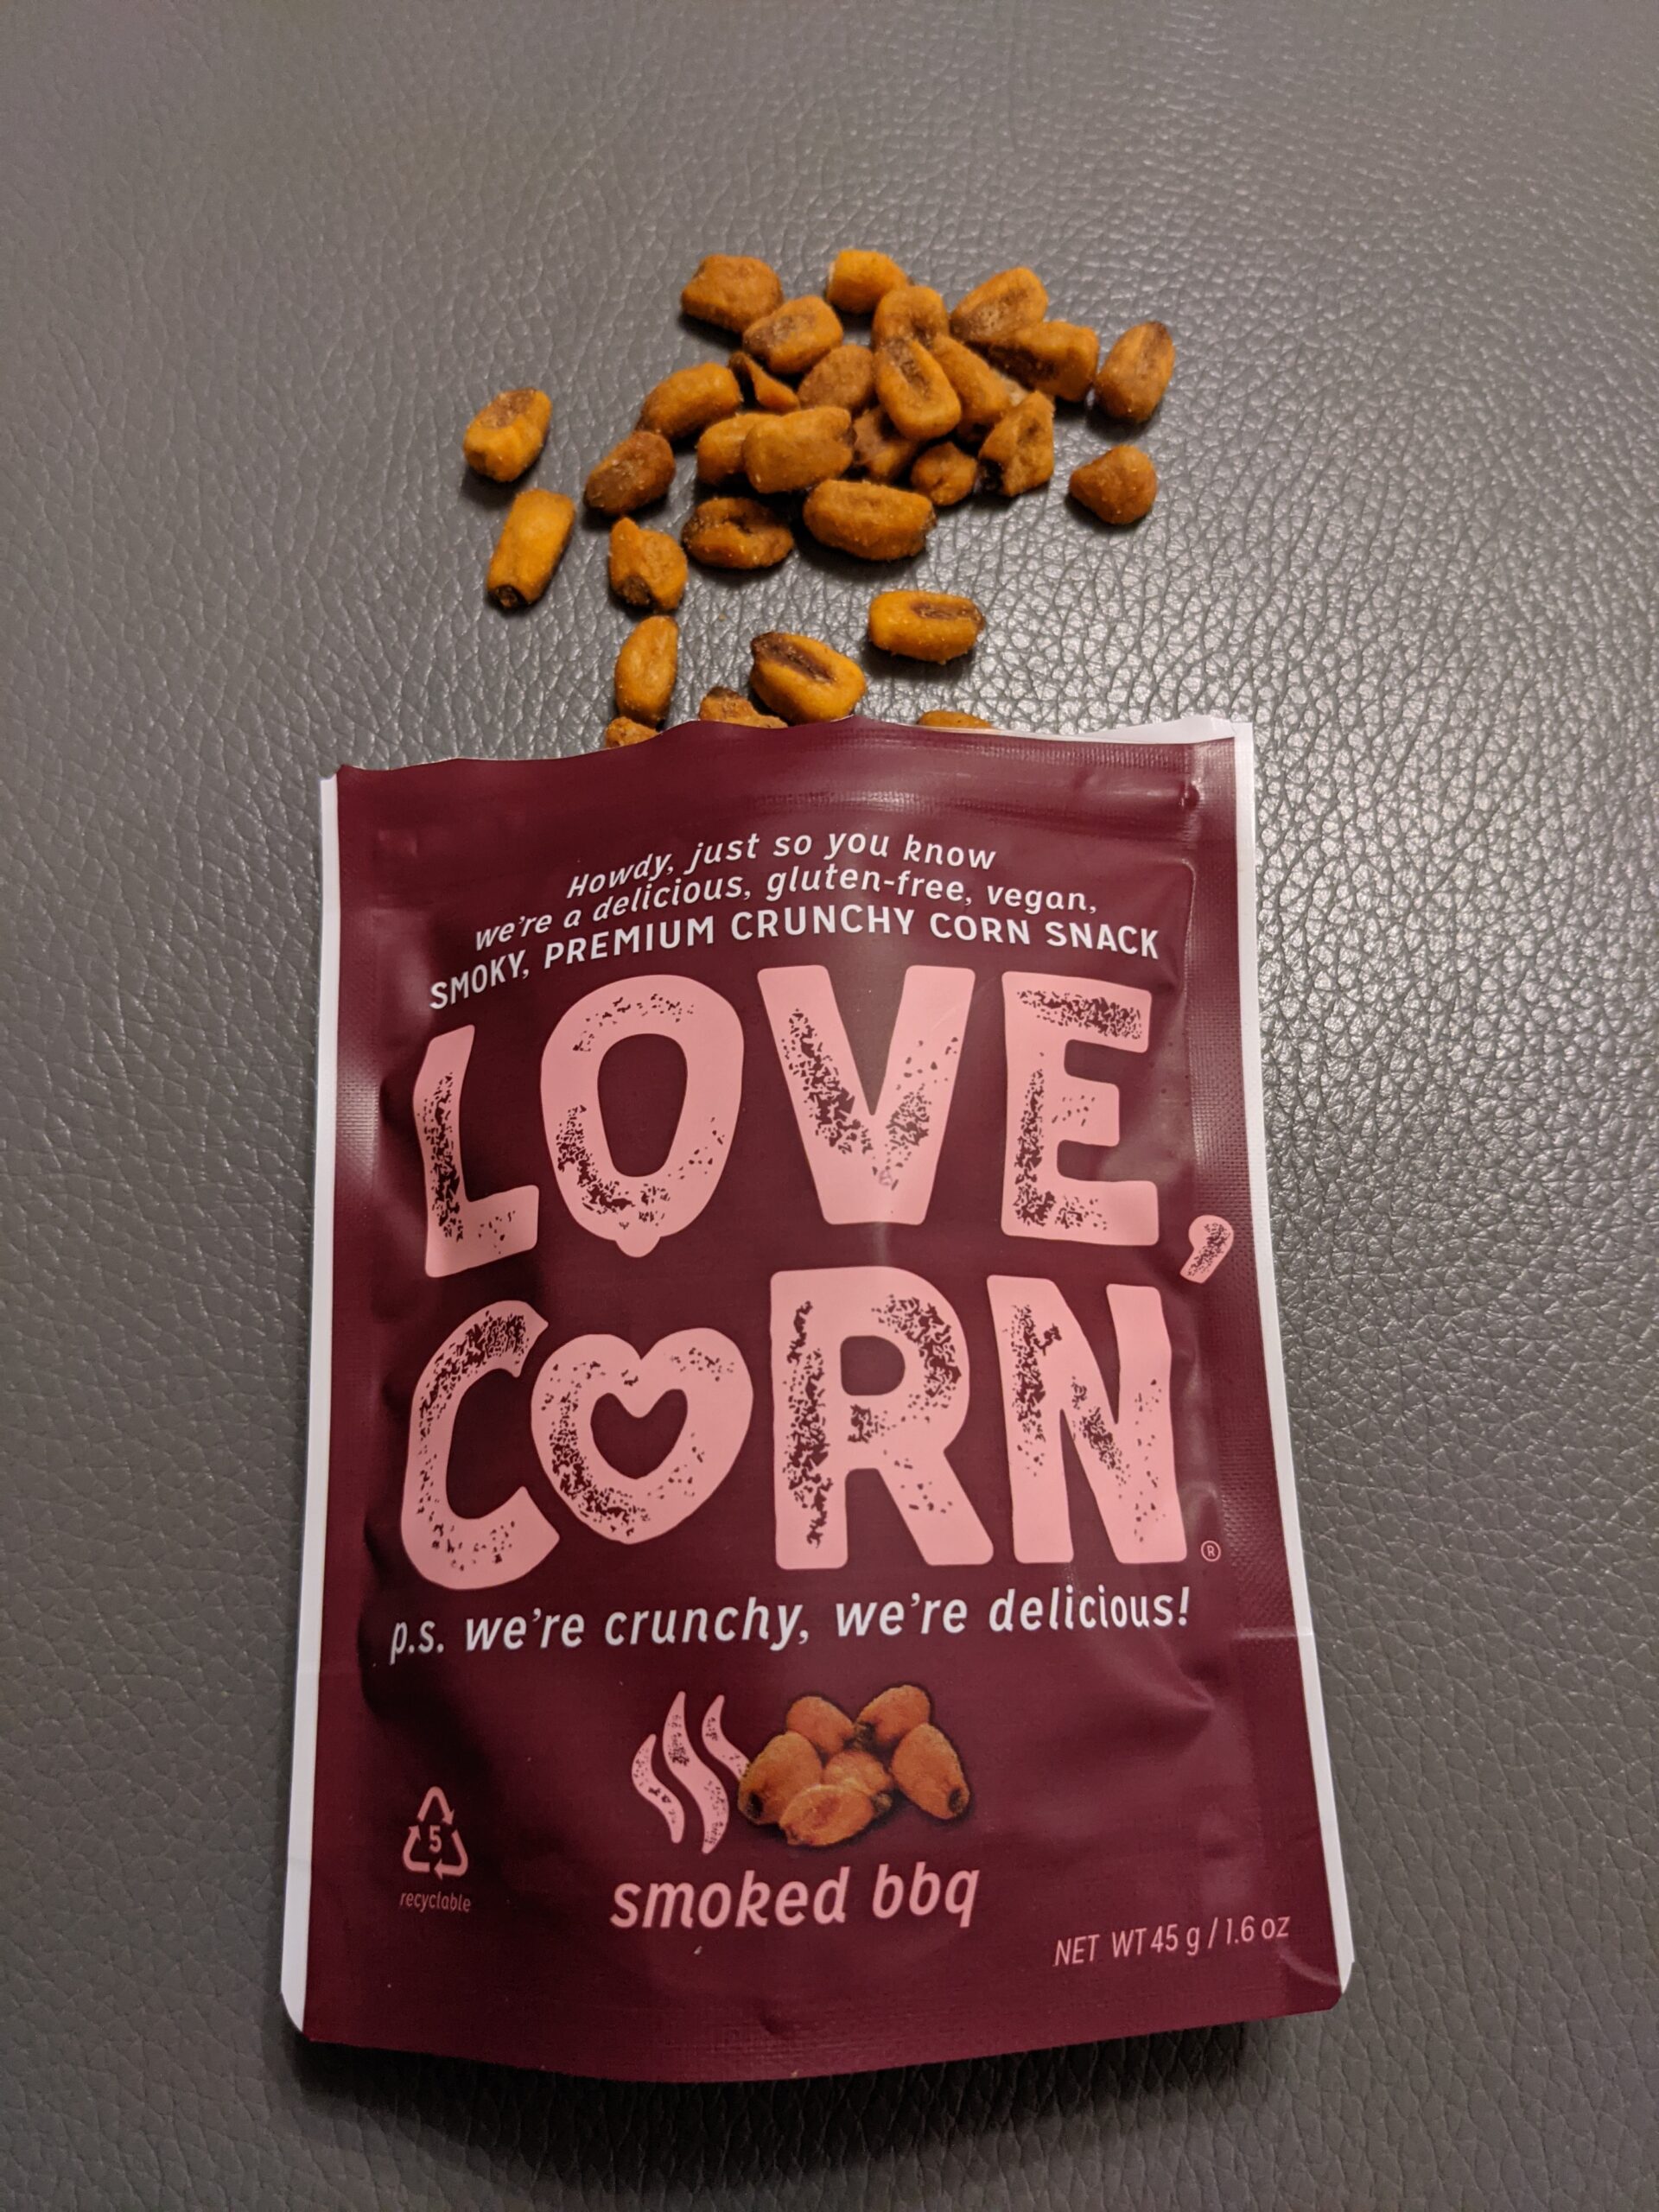 Howdy, just so you know
we're a delicious, gluten-free, vegan,
SMOKY, PREMIUM CRUNCHY CORN SNACK
LOVE,
CORN
®
p.s. we're crunchy, we're delicious!
5
recyclable
smoked bbq
NET WT 45 g / 1.6 oz